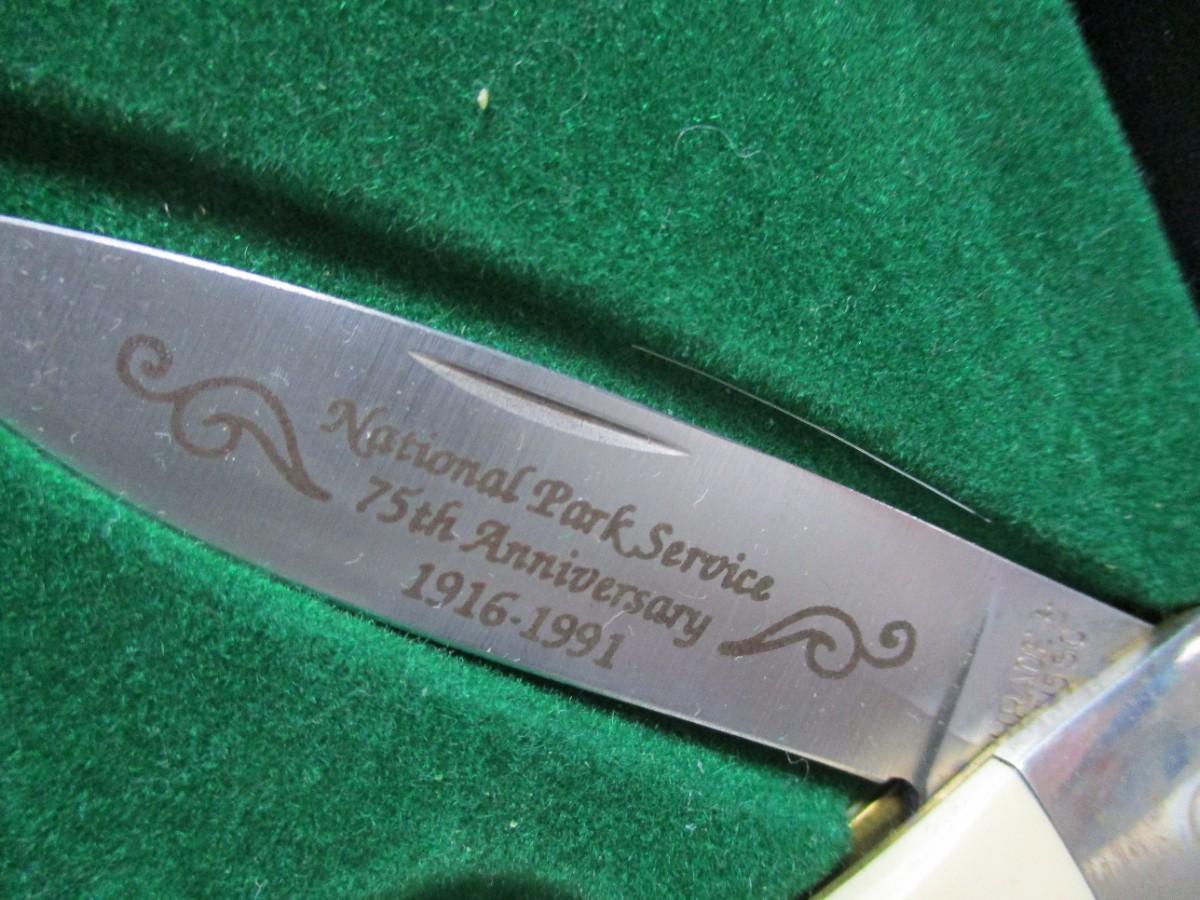 National Park Service
75th Anniversary
1916-1991